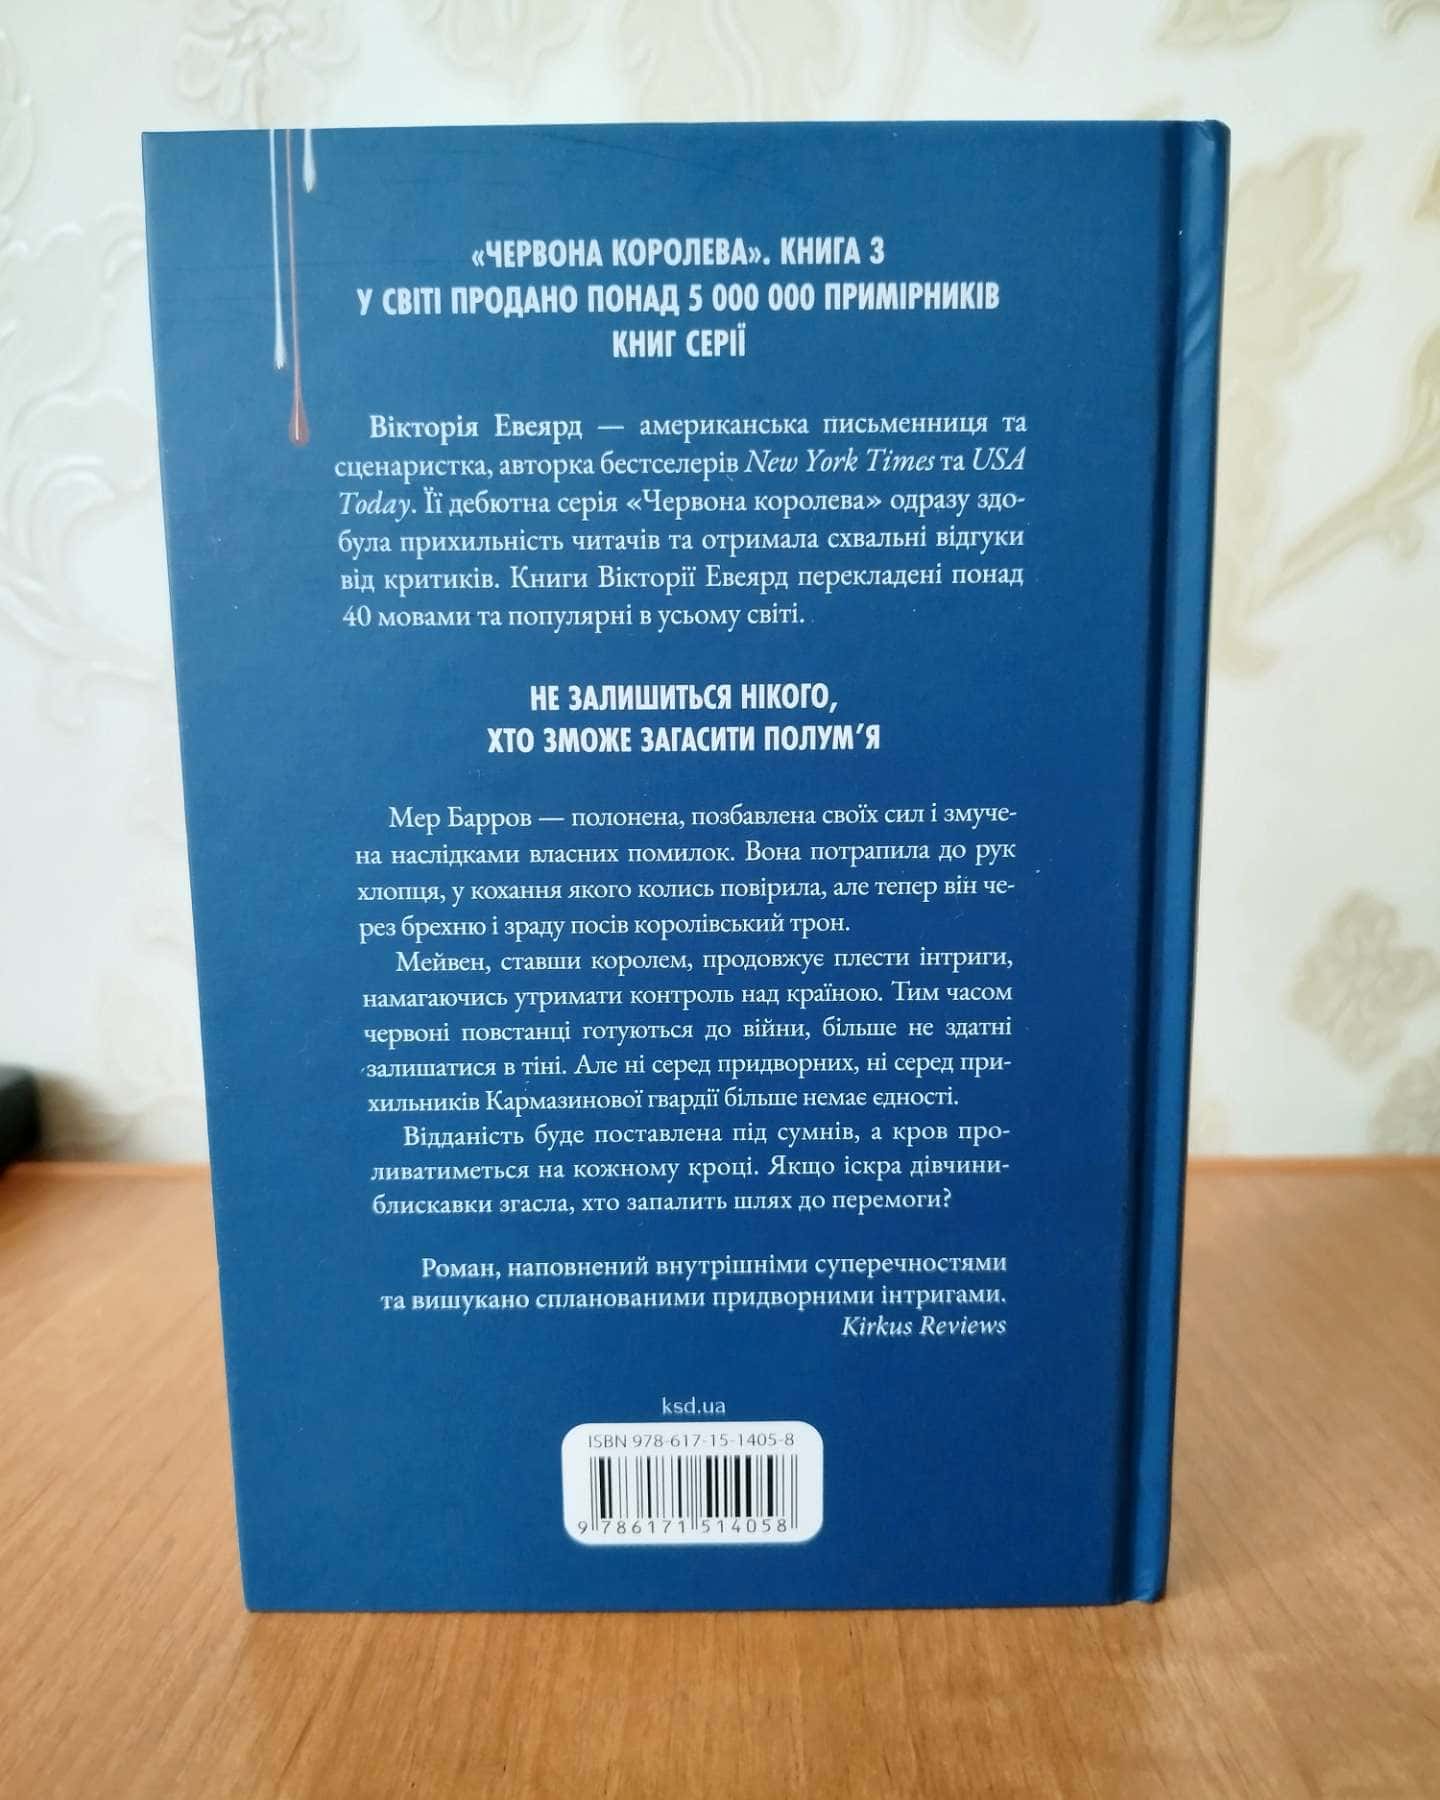 «ЧЕРВОНА КОРОЛЕВА». КНИГА 3
У СВІТІ ПРОДАНО ПОНАД 5 000 000 ПРИМІРНИКІВ
КНИГ СЕРІЇ
Вікторія Евеярд — американська письменниця та
сценаристка, авторка бестселерів New York Times та USA
Today. Її дебютна серія «Червона королева» одразу здо-
була прихильність читачів та отримала схвальні відгуки
від критиків. Книги Вікторії Евеярд перекладені понад
40 мовами та популярні в усьому світі.
НЕ ЗАЛИШИТЬСЯ НІКОГО,
ХТО ЗМОЖЕ ЗАГАСИТИ ПОЛУМ’Я
Мер Барров — полонена, позбавлена своїх сил і змуче-
на наслідками власних помилок. Вона потрапила до рук
хлопця, у кохання якого колись повірила, але тепер він че-
рез брехню і зраду посів королівський трон.
Мейвен, ставши королем, продовжує плести інтриги,
намагаючись утримати контроль над країною. Тим часом
червоні повстанці готуються до війни, більше не здатні
залишатися в тіні. Але ні серед придворних, ні серед при-
хильників Кармазинової гвардії більше немає єдності.
Відданість буде поставлена під сумнів, а кров про-
ливатиметься на кожному кроці. Якщо іскра дівчини-
блискавки згасла, хто запалить шлях до перемоги?
Роман, наповнений внутрішніми суперечностями
та вишукано спланованими придворними інтригами.
Kirkus Reviews
ksd.ua
ISBN 978-617-15-1405-8
9 786171 514058